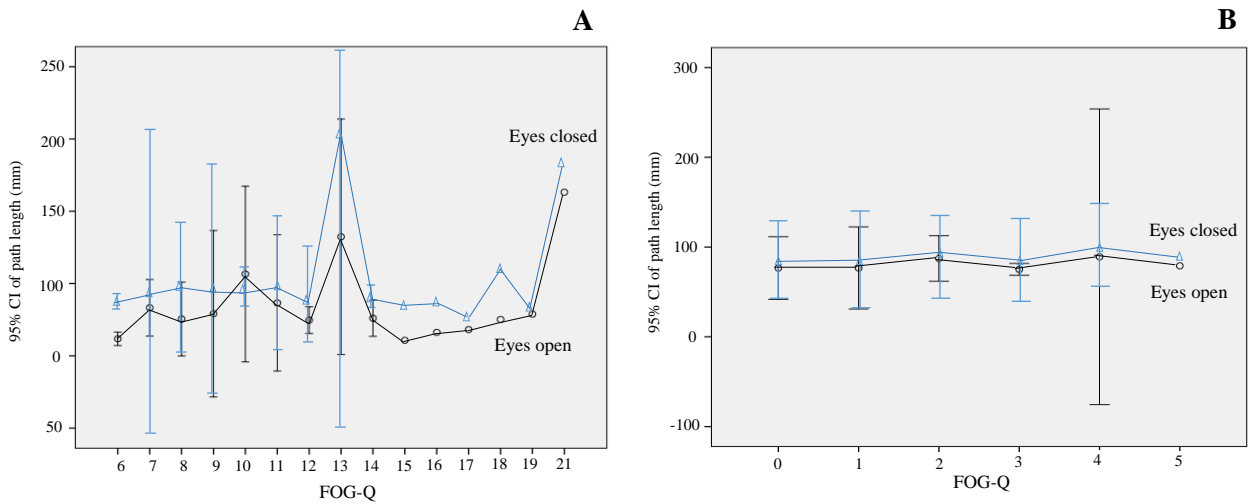 A
250
200
150
100
0
50
95% CI of path length (mm)
Eyes closed
Eyes open
6 7 8 9 10 11 12 13 14 15 16 17 18 19 21
FOG-Q
B
300
200
100
0
-100
95% CI of path length (mm)
Eyes closed
Eyes open
0 1 2 3 4 5
FOG-Q